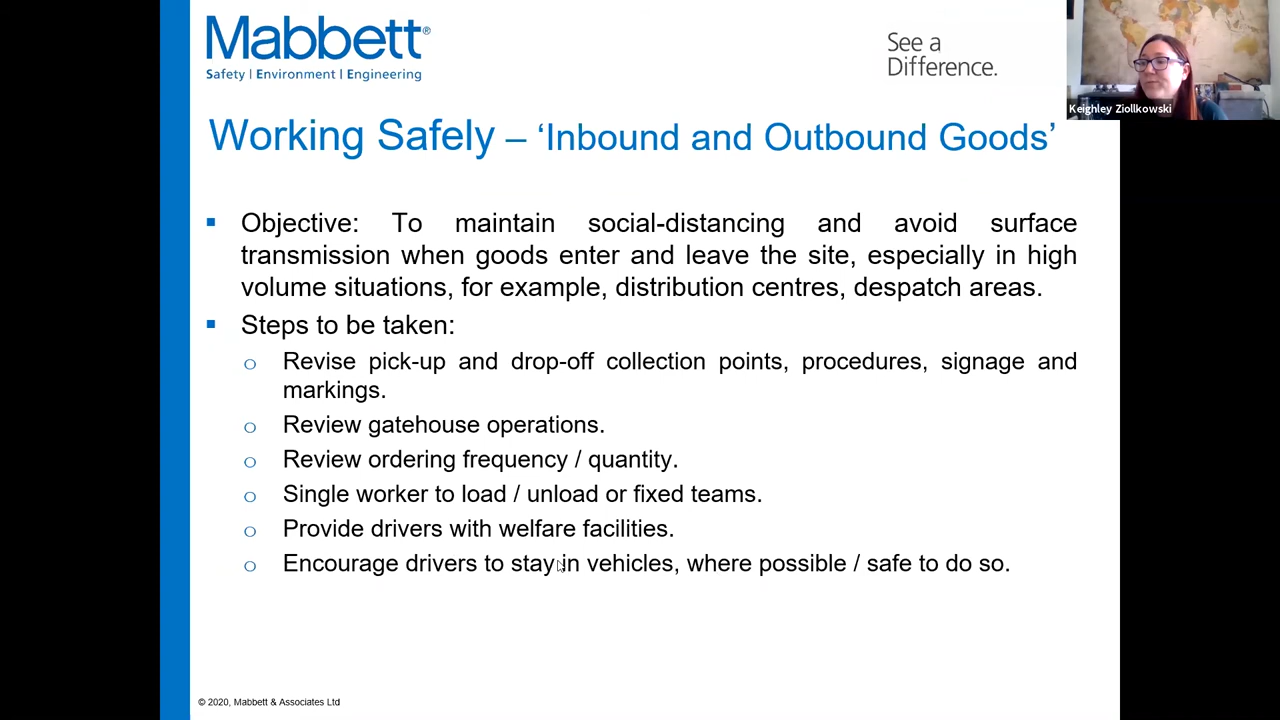 Mabbett®
Safety | Environment | Engineering
See a
Difference.
Keighley Ziollkowski
Working Safely – ‘Inbound and Outbound Goods’
▪ Objective: To maintain social-distancing and avoid surface
transmission when goods enter and leave the site, especially in high
volume situations, for example, distribution centres, despatch areas.
▪ Steps to be taken:
o Revise pick-up and drop-off collection points, procedures, signage and
markings.
o Review gatehouse operations.
o Review ordering frequency / quantity.
o Single worker to load / unload or fixed teams.
o Provide drivers with welfare facilities.
o Encourage drivers to stay in vehicles, where possible / safe to do so.
© 2020, Mabbett & Associates Ltd